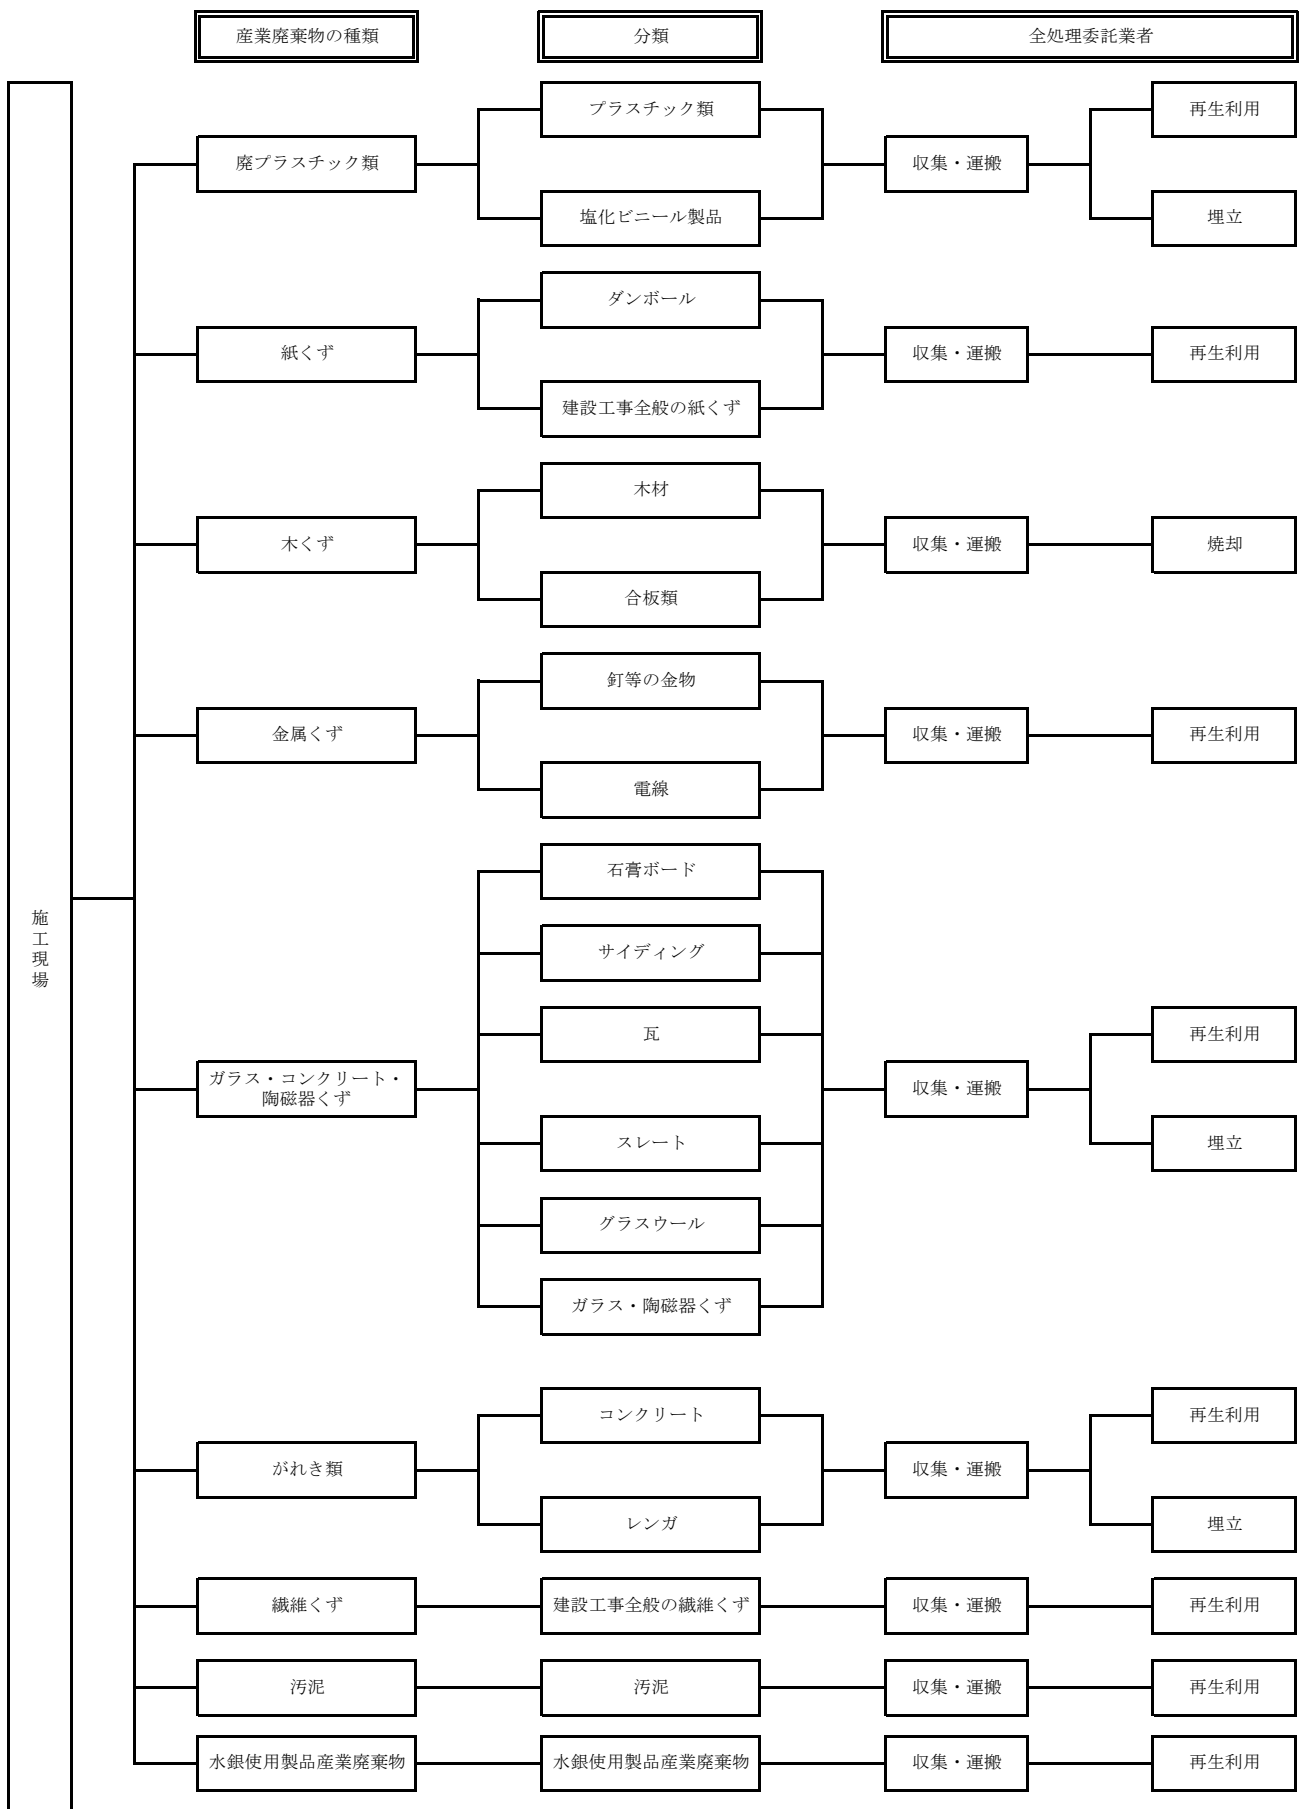 産業廃棄物の種類
分類
全処理委託業者
施工現場
廃プラスチック類
プラスチック類
塩化ビニール製品
収集・運搬
再生利用
埋立
紙くず
ダンボール
建設工事全般の紙くず
収集・運搬
再生利用
木くず
木材
合板類
収集・運搬
焼却
金属くず
釘等の金物
電線
収集・運搬
再生利用
ガラス・コンクリート・
陶磁器くず
石膏ボード
サイディング
瓦
スレート
グラスウール
ガラス・陶磁器くず
収集・運搬
再生利用
埋立
がれき類
コンクリート
レンガ
収集・運搬
再生利用
埋立
繊維くず
建設工事全般の繊維くず
収集・運搬
再生利用
汚泥
汚泥
収集・運搬
再生利用
水銀使用製品産業廃棄物
水銀使用製品産業廃棄物
収集・運搬
再生利用